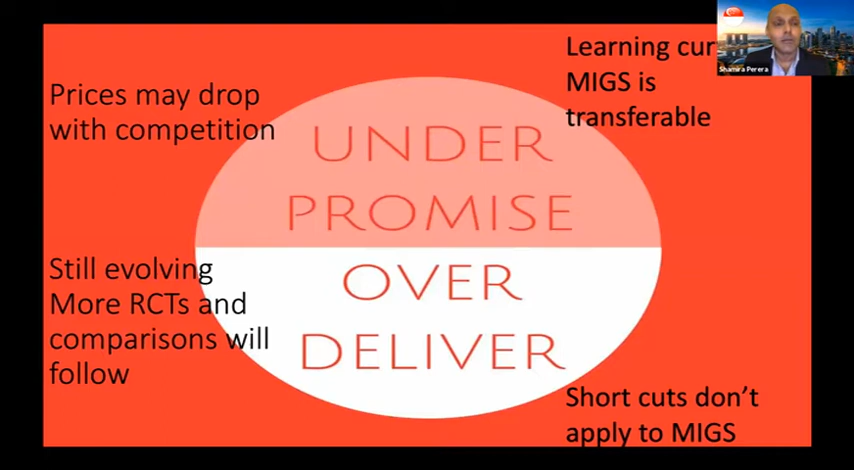 Prices may drop
with competition
Learning cur
MIGS is
transferable
Shamira Perera
UNDER
PROMISE
OVER
DELIVER
Still evolving
More RCTs and
comparisons will
follow
Short cuts don't
apply to MIGS